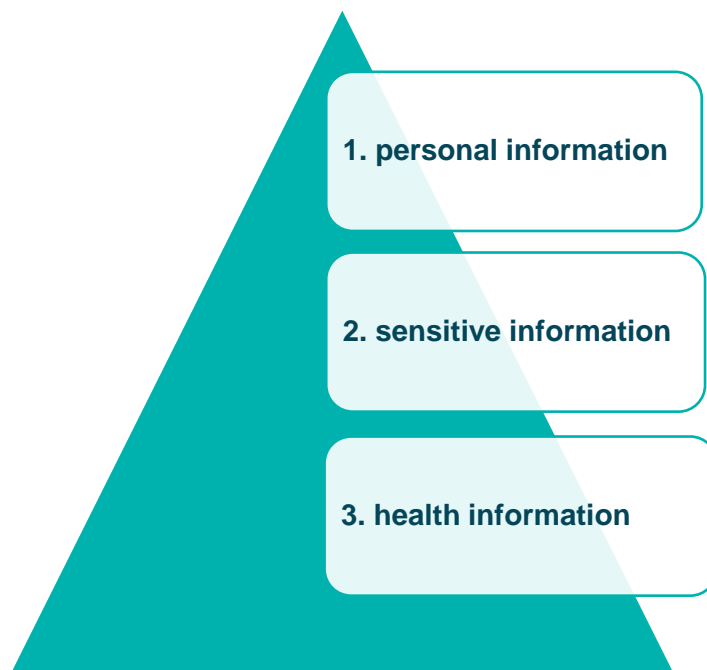 1. personal information
2. sensitive information
3. health information